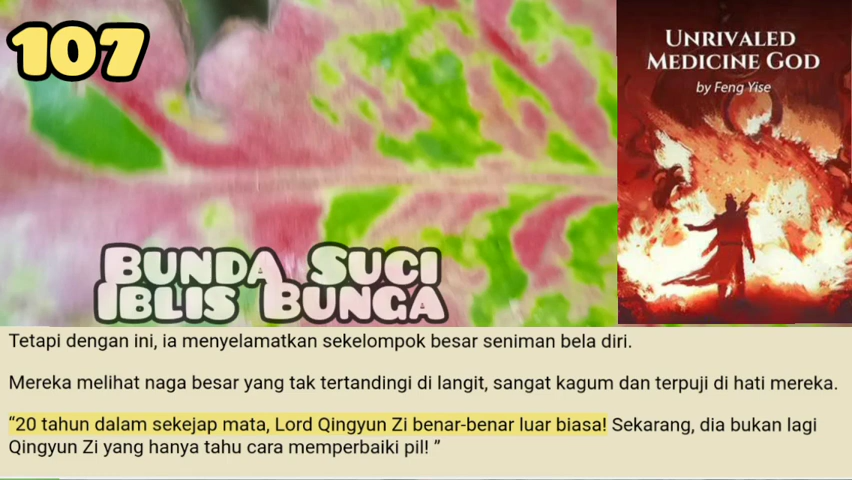 107
UNRIVALED
MEDICINE GOD
by Feng Yise
BUNDA SUCI
IBLIS BUNGA
Tetapi dengan ini, ia menyelamatkan sekelompok besar seniman bela diri.
Mereka melihat naga besar yang tak tertandingi di langit, sangat kagum dan terpuji di hati mereka.
“20 tahun dalam sekejap mata, Lord Qingyun Zi benar-benar luar biasa! Sekarang, dia bukan lagi
Qingyun Zi yang hanya tahu cara memperbaiki pil! ”